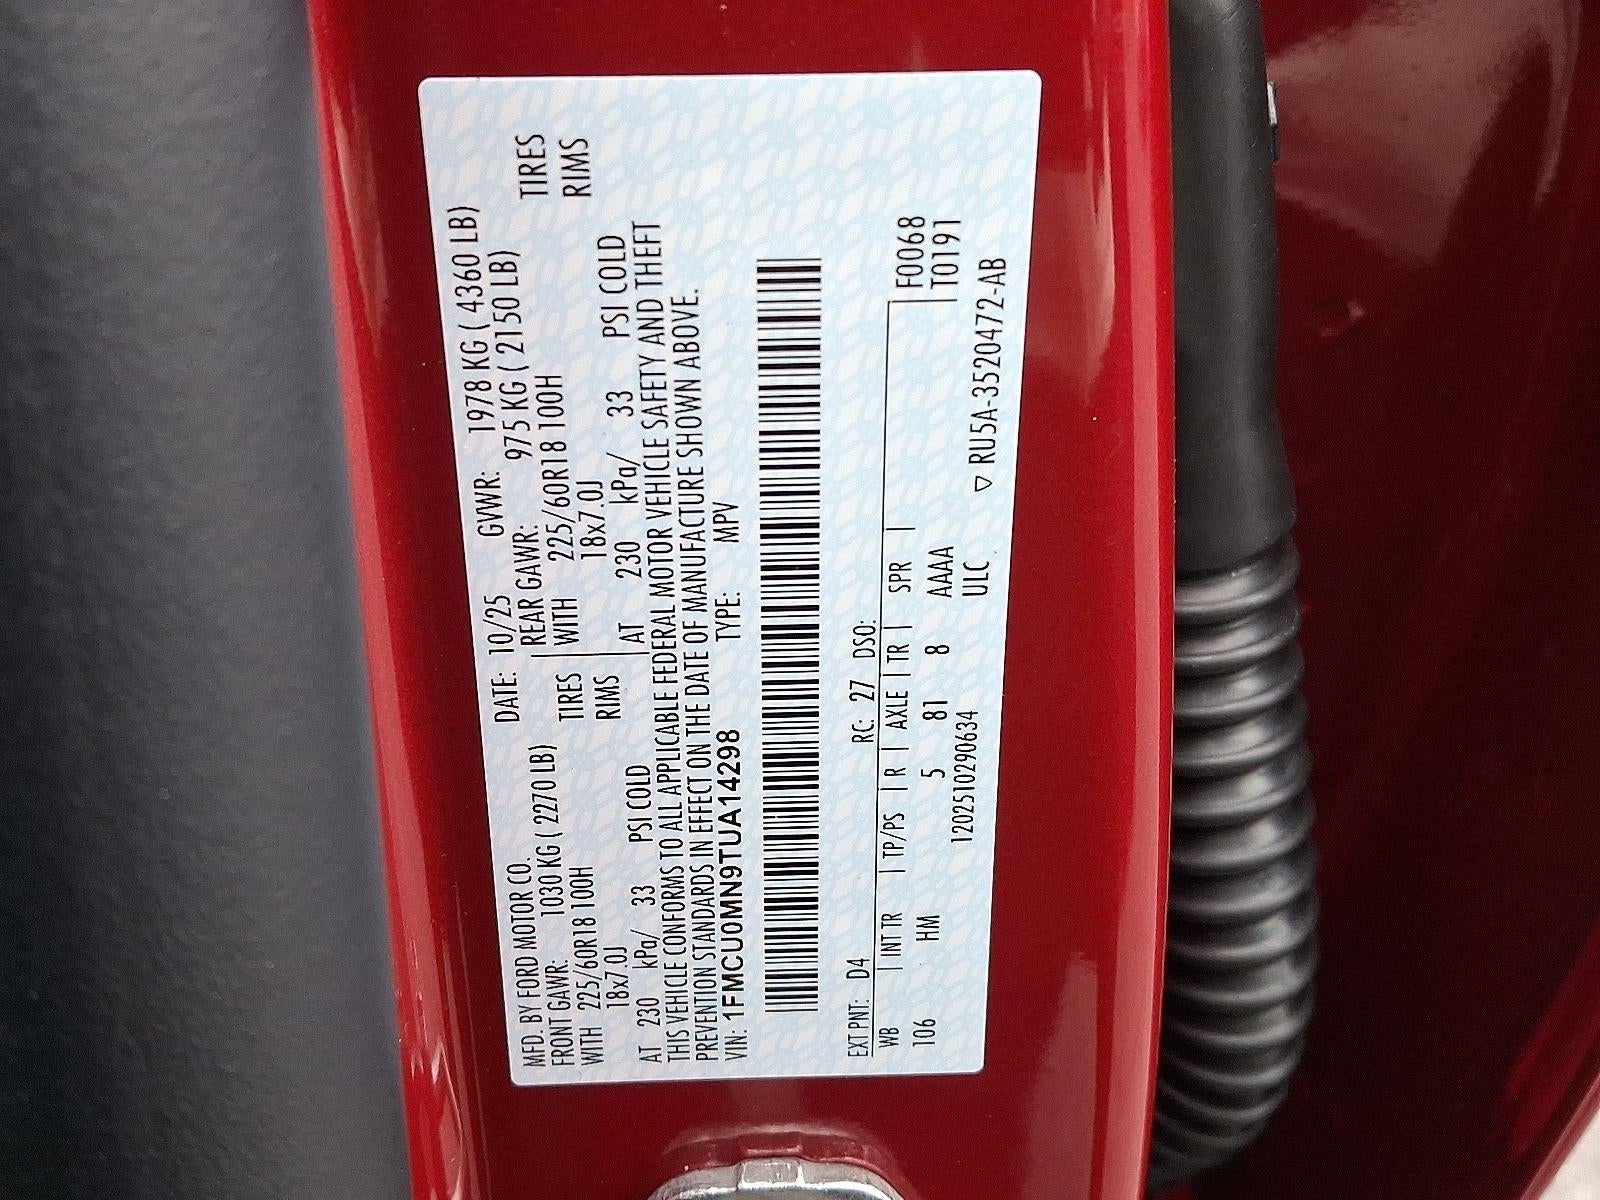 MFD. BY FORD MOTOR CO.
DATE: 10/25 GVWR: 1978 KG ( 4360 LB)
FRONT GAWR: 1030 KG ( 2270 LB) REAR GAWR: 975 KG ( 2150 LB)
WITH 225/60R18 100H TIRES WITH 225/60R18 100H TIRES
18x7.0J RIMS 18x7.0J RIMS
AT 230 kPa/ 33 PSI COLD AT 230 kPa/ 33 PSI COLD
THIS VEHICLE CONFORMS TO ALL APPLICABLE FEDERAL MOTOR VEHICLE SAFETY AND THEFT
PREVENTION STANDARDS IN EFFECT ON THE DATE OF MANUFACTURE SHOWN ABOVE.
VIN: 1FMCU0MN9TUA14298 TYPE: MPV
EXT PNT: D4 RC: 27 DSO: F0068
WB | INT TR | TP/PS | R | AXLE | TR | SPR | T0191
106 HM 5 81 8 AAAA
1202510290634 ULC ▽ RU5A-3520472-AB